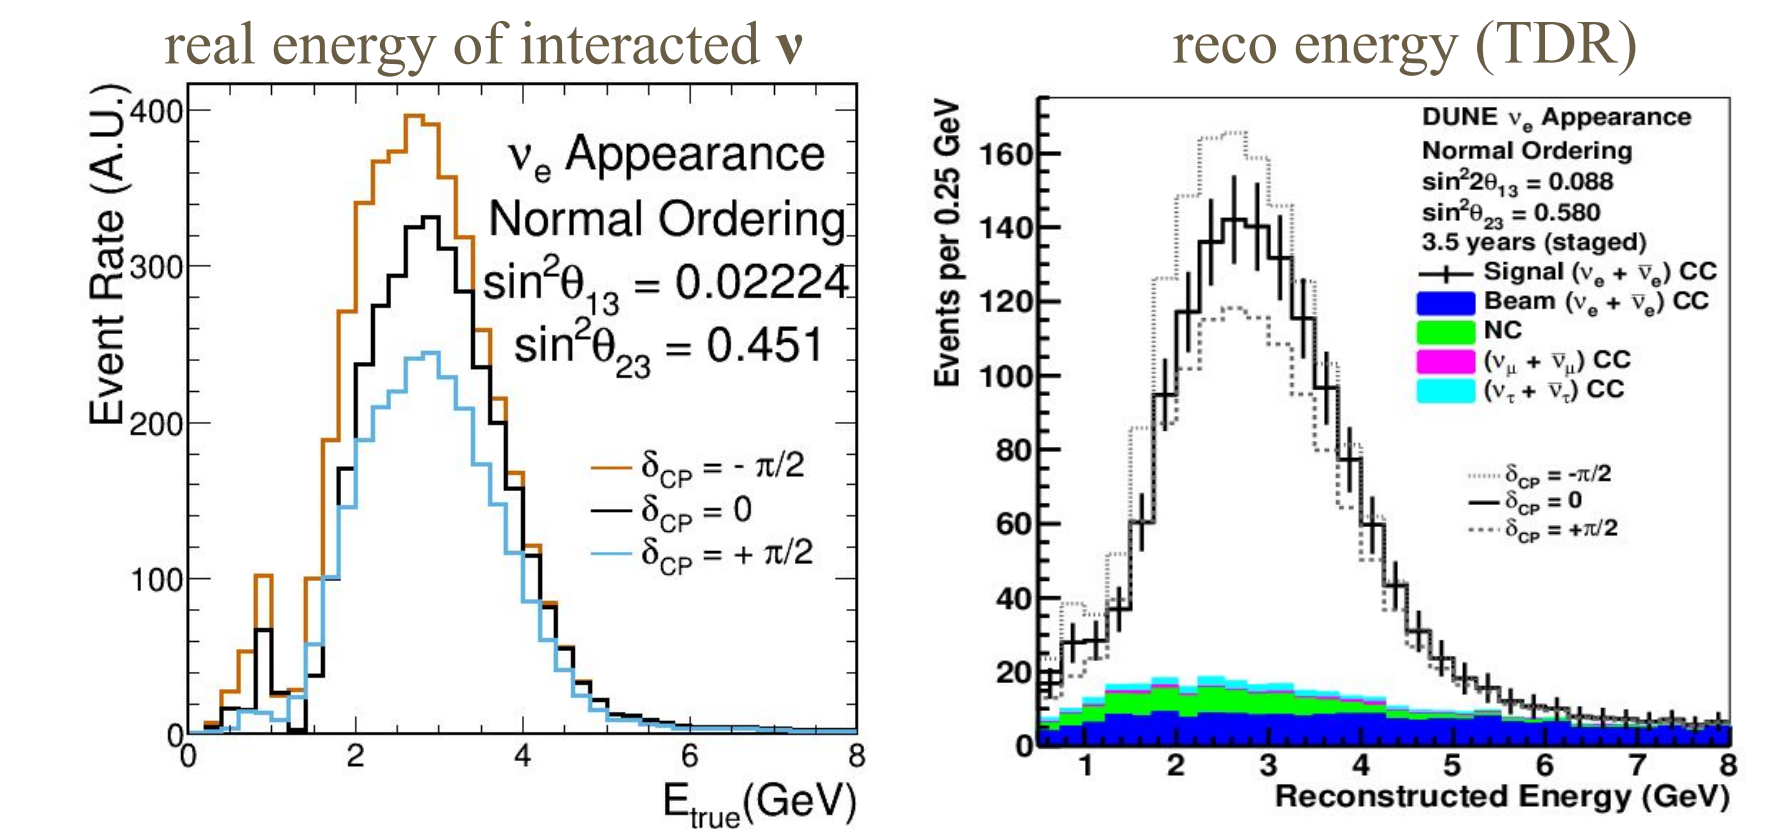 real energy of interacted ν
Event Rate (A.U.)
400
300
200
100
0
νe Appearance
Normal Ordering
sin²θ13 = 0.02224
sin²θ23 = 0.451
δCP = - π/2
δCP = 0
δCP = + π/2
0 2 4 6 8
Etrue(GeV)
reco energy (TDR)
Events per 0.25 GeV
160
140
120
100
80
60
40
20
0
DUNE νe Appearance
Normal Ordering
sin²2θ13 = 0.088
sin²θ23 = 0.580
3.5 years (staged)
Signal (νe + ν̅e) CC
Beam (νe + ν̅e) CC
NC
(νμ + ν̅μ) CC
(ντ + ν̅τ) CC
δCP = -π/2
δCP = 0
δCP = +π/2
1 2 3 4 5 6 7 8
Reconstructed Energy (GeV)